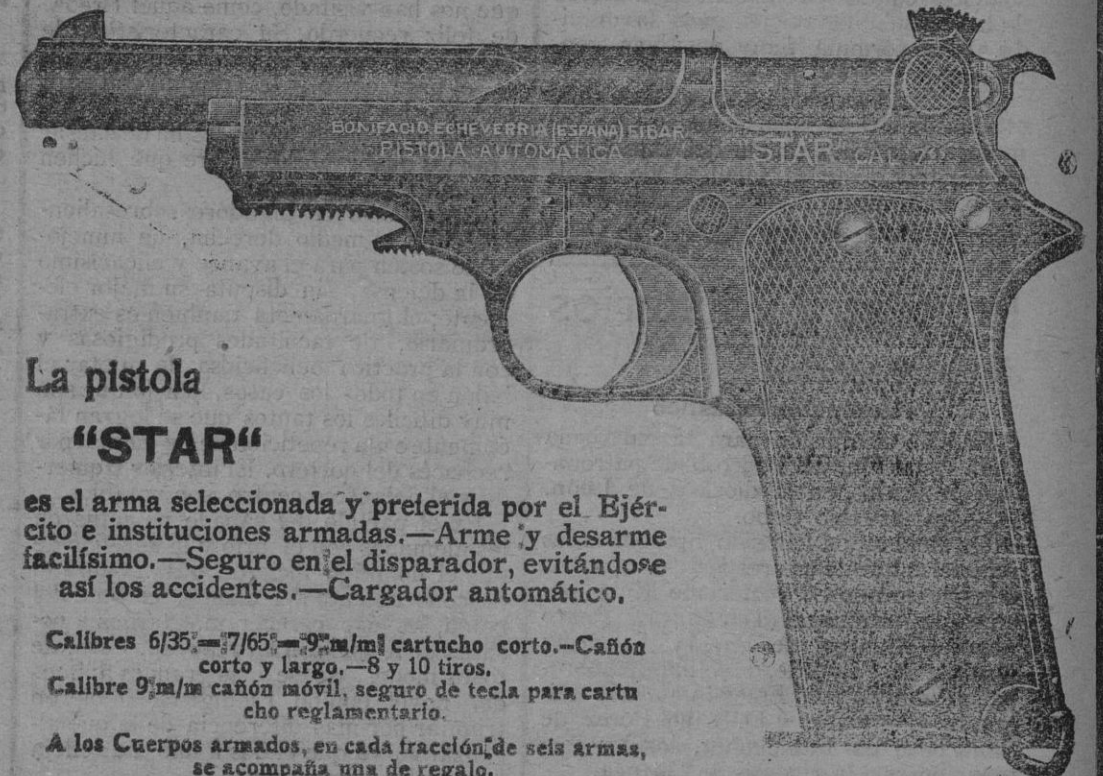 BONIFACIO ECHEVERRIA (ESPAÑA) EIBAR
PISTOLA AUTOMATICA
STAR CAL.
La pistola
“STAR“
es el arma seleccionada y preferida por el Ejér-
cito e instituciones armadas.—Arme y desarme
facilísimo.—Seguro en el disparador, evitándose
así los accidentes.—Cargador antomático.
Calibres 6/35=7/65=9 m/m cartucho corto.--Cañón
corto y largo.—8 y 10 tiros.
Calibre 9 m/m cañón móvil, seguro de tecla para cartu
cho reglamentario.
A los Cuerpos armados, en cada fracción de seis armas,
se acompaña una de regalo.